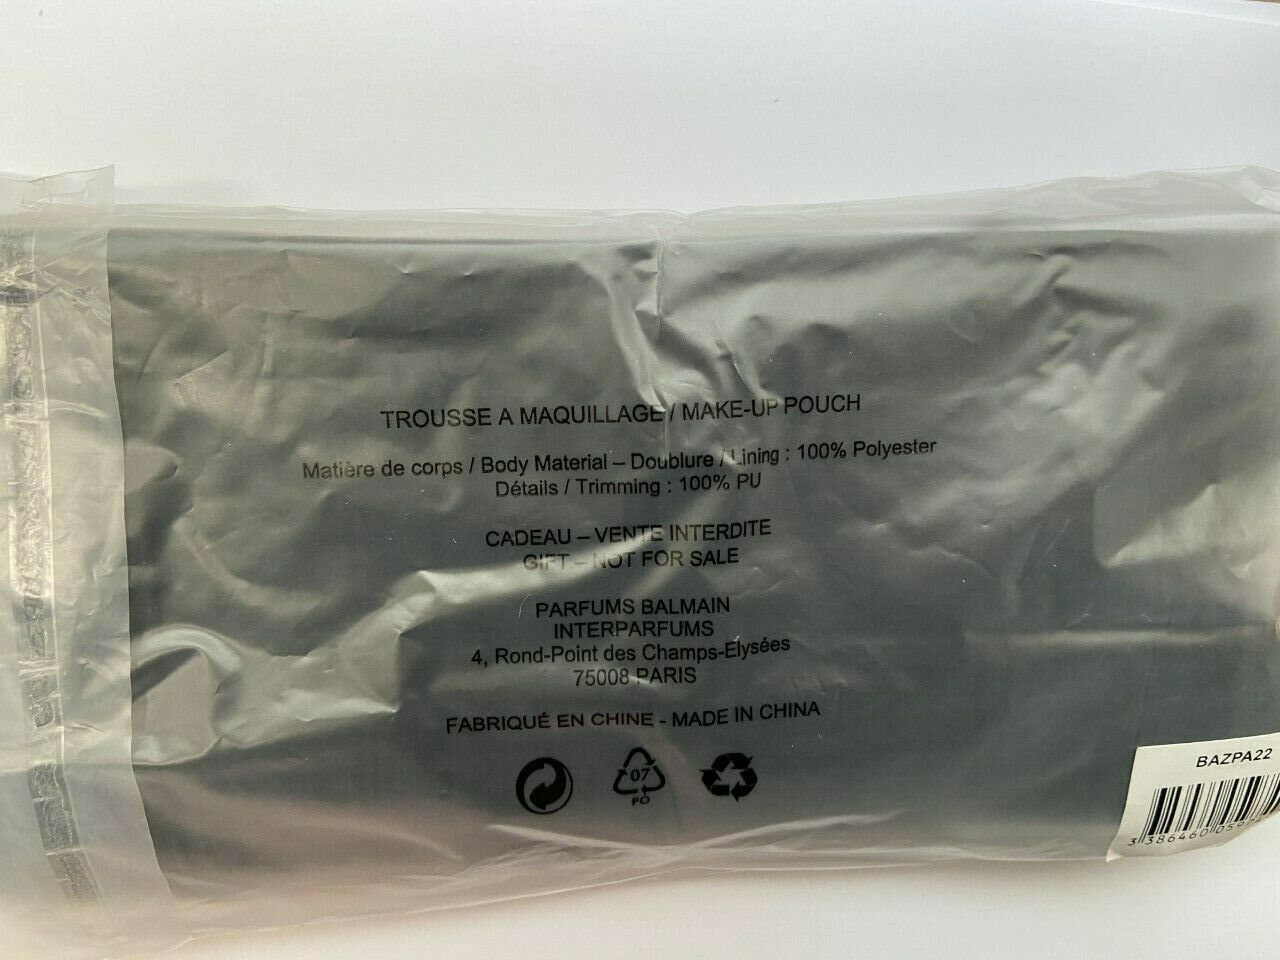 TROUSSE A MAQUILLAGE / MAKE-UP POUCH
Matière de corps / Body Material – Doublure / Lining : 100% Polyester
Détails / Trimming : 100% PU
CADEAU – VENTE INTERDITE
GIFT – NOT FOR SALE
PARFUMS BALMAIN
INTERPARFUMS
4, Rond-Point des Champs-Elysées
75008 PARIS
FABRIQUÉ EN CHINE - MADE IN CHINA
07
PO
BAZPA22